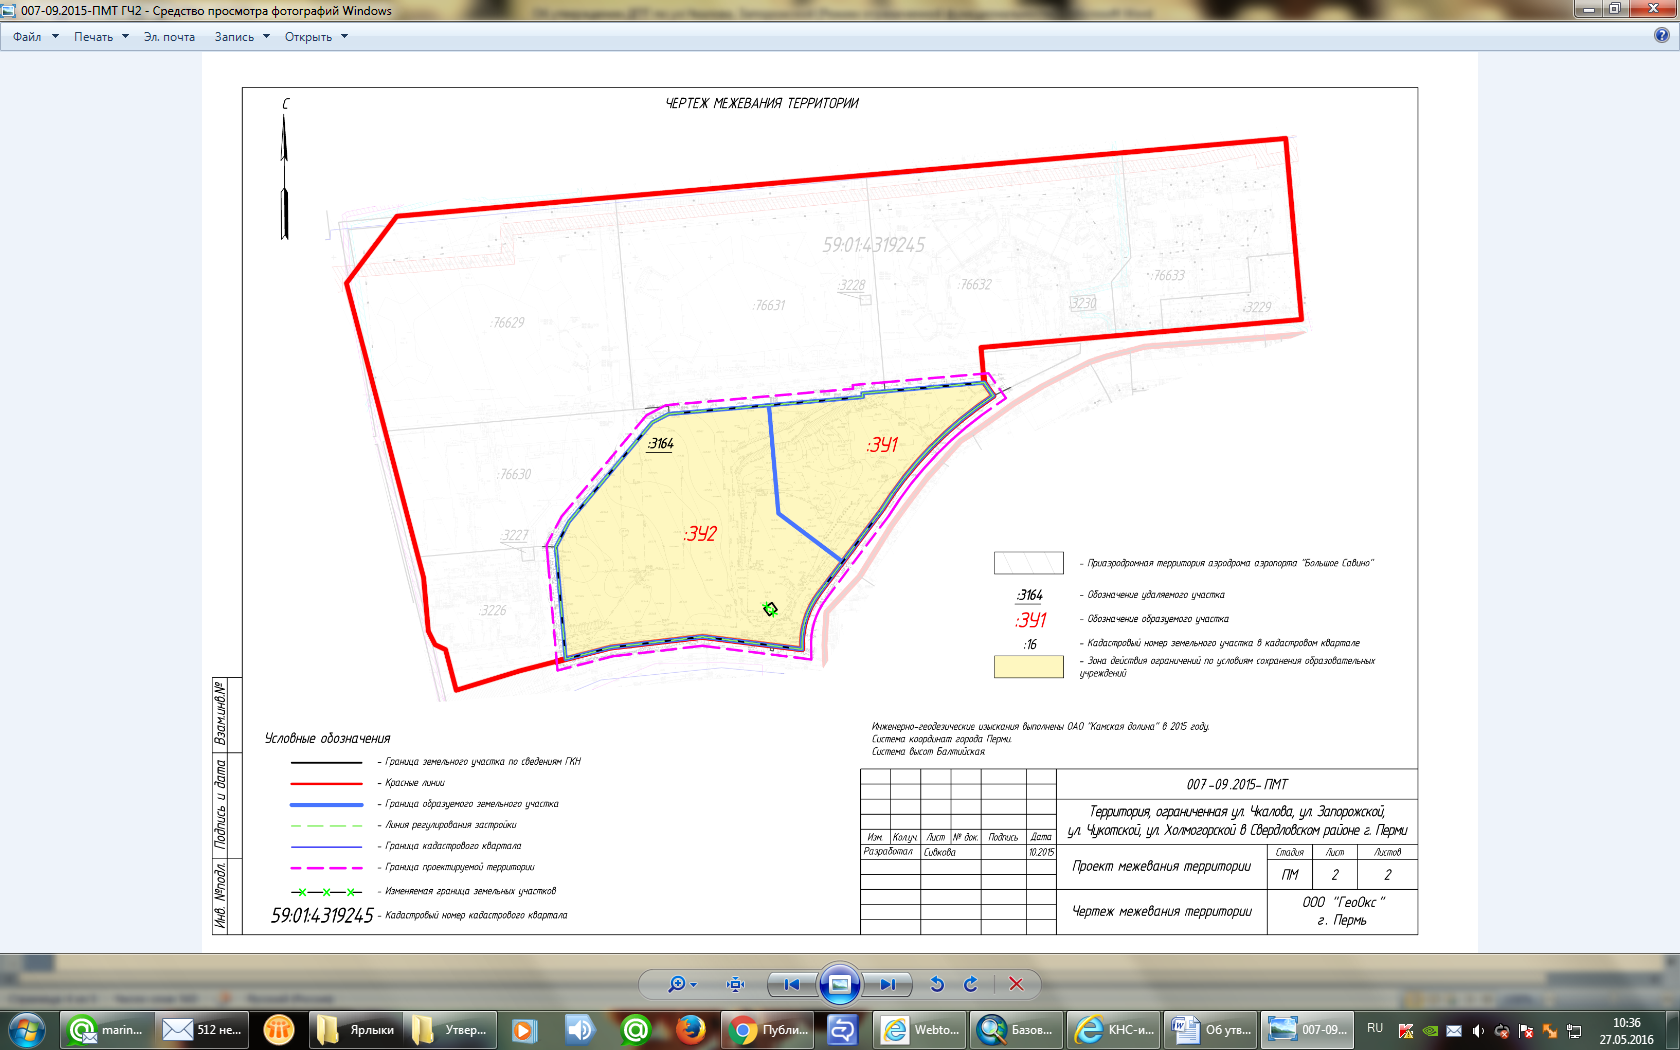 007-09.2015-ПМТ ГЧ2 - Средство просмотра фотографий Windows
Файл
Печать
Эл. почта
Запись
Открыть
С
ЧЕРТЕЖ МЕЖЕВАНИЯ ТЕРРИТОРИИ
59:01:4319245
:76633
:3228
:76632
:3230
:76631
:3229
:76629
:3164
:ЗУ1
:76630
:3227
:ЗУ2
:3226
- Приаэродромная территория аэродрома аэропорта "Большое Савино"
:3164
- Обозначение удаляемого участка
:ЗУ1
- Обозначение образуемого участка
:16
- Кадастровый номер земельного участка в кадастровом квартале
- Зона действия ограничений по условиям сохранения образовательных
учреждений
Инженерно-геодезические изыскания выполнены ОАО "Камская долина" в 2015 году.
Система координат города Перми.
Система высот Балтийская.
Условные обозначения
- Граница земельного участка по сведениям ГКН
- Красные линии
- Граница образуемого земельного участка
- Линия регулирования застройки
- Граница кадастрового квартала
- Граница проектируемой территории
- Изменяемая граница земельных участков
59:01:4319245 - Кадастровый номер кадастрового квартала
Взам.инв.№
Подпись и дата
Инв. №подл.
007 -09 .2015- ПМТ
Территория, ограниченная ул. Чкалова, ул. Запорожской,
ул. Чукотской, ул. Холмогорской в Свердловском районе г. Перми
Изм. Колуч Лист № док. Подпись Дата
Разработал Сивкова 10.2015
Проект межевания территории
Стадия Лист Листов
ПМ 2 2
Чертеж межевания территории
ООО "ГеоОкс"
г. Пермь
marin...
512 не...
Ярлыки
Утвер...
Публи...
Webto...
Базов...
КНС-и...
Об утв...
007-09...
RU
10:36
27.05.2016